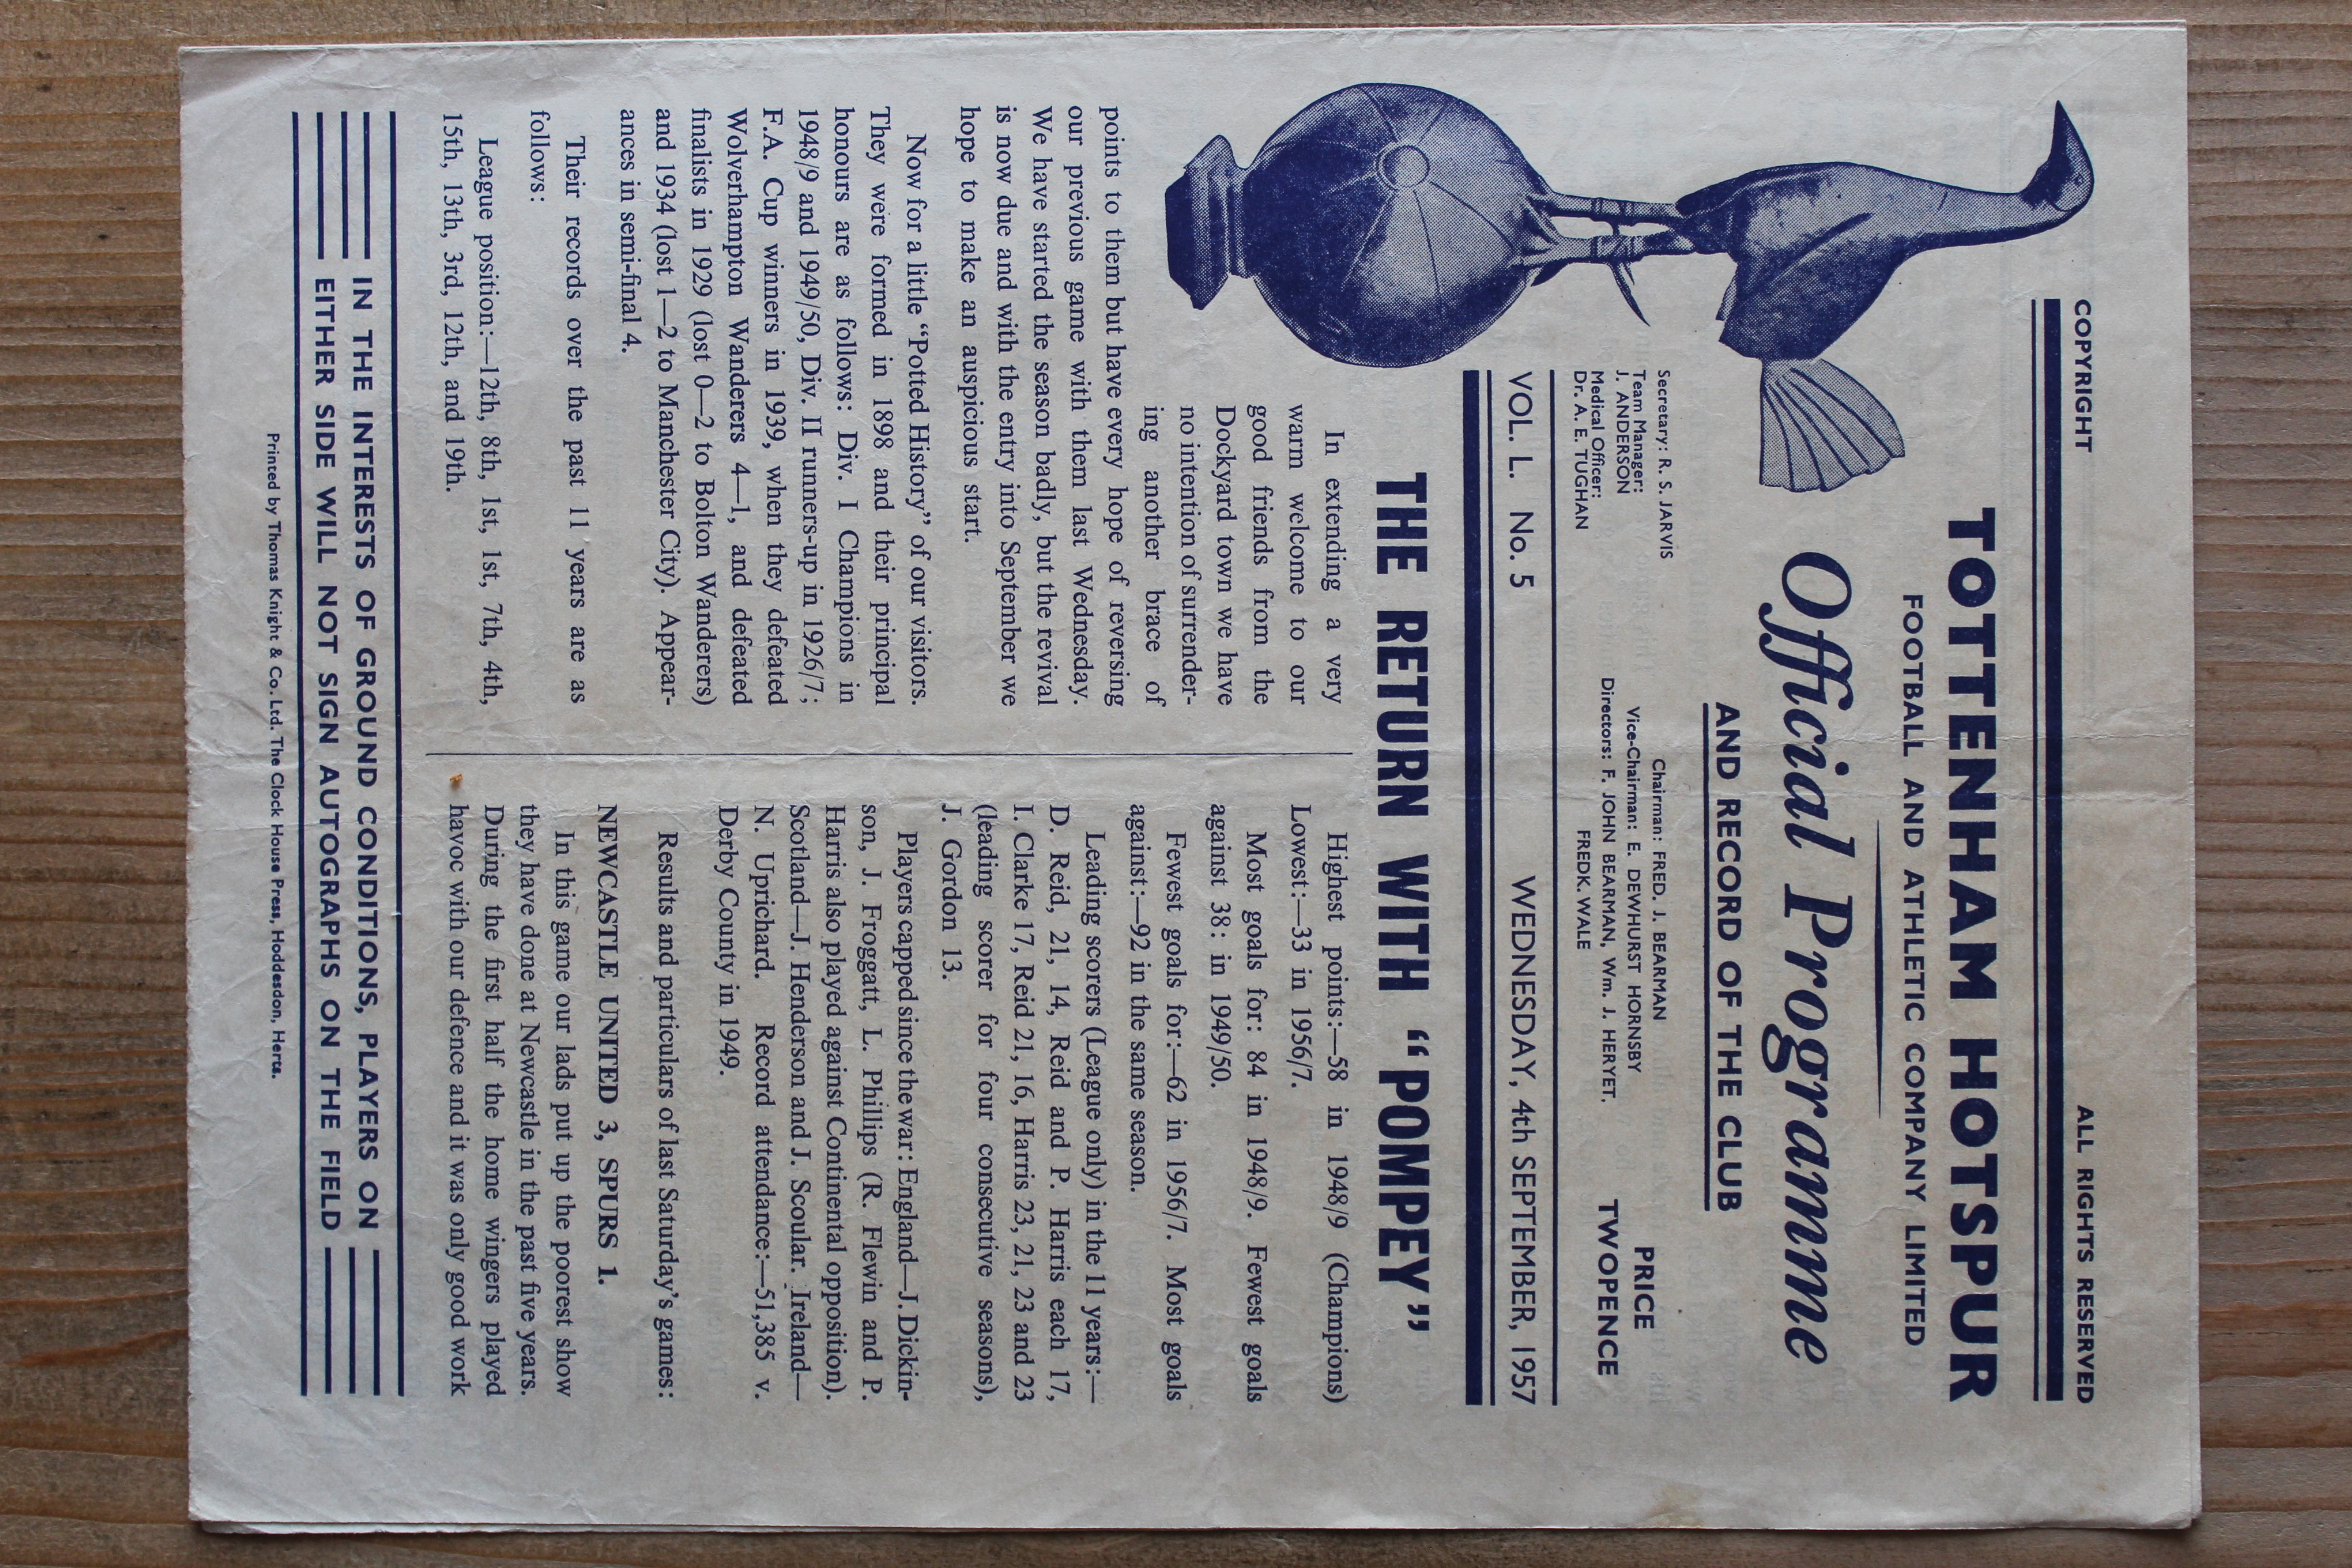 COPYRIGHT ALL RIGHTS RESERVED
TOTTENHAM HOTSPUR
FOOTBALL AND ATHLETIC COMPANY LIMITED
Official Programme
AND RECORD OF THE CLUB
Secretary: R. S. JARVIS
Team Manager:
J. ANDERSON
Medical Officer:
Dr. A. E. TUGHAN
Chairman: FRED. J. BEARMAN
Vice-Chairman: E. DEWHURST HORNSBY
Directors: F. JOHN BEARMAN, Wm. J. HERYET.
FREDK. WALE
PRICE
TWOPENCE
VOL. L. No. 5 WEDNESDAY, 4th SEPTEMBER, 1957
THE RETURN WITH “POMPEY”
In extending a very
warm welcome to our
good friends from the
Dockyard town we have
no intention of surrender-
ing another brace of
points to them but have every hope of reversing
our previous game with them last Wednesday.
We have started the season badly, but the revival
is now due and with the entry into September we
hope to make an auspicious start.
Now for a little “Potted History” of our visitors.
They were formed in 1898 and their principal
honours are as follows: Div. I Champions in
1948/9 and 1949/50, Div. II runners-up in 1926/7;
F.A. Cup winners in 1939, when they defeated
Wolverhampton Wanderers 4—1, and defeated
finalists in 1929 (lost 0—2 to Bolton Wanderers)
and 1934 (lost 1—2 to Manchester City). Appear-
ances in semi-final 4.
Their records over the past 11 years are as
follows:
League position:—12th, 8th, 1st, 1st, 7th, 4th,
15th, 13th, 3rd, 12th, and 19th.
Highest points:—58 in 1948/9 (Champions)
Lowest:—33 in 1956/7.
Most goals for: 84 in 1948/9. Fewest goals
against 38: in 1949/50.
Fewest goals for:—62 in 1956/7. Most goals
against:—92 in the same season.
Leading scorers (League only) in the 11 years:—
D. Reid, 21, 14, Reid and P. Harris each 17,
I. Clarke 17, Reid 21, 16, Harris 23, 21, 23 and 23
(leading scorer for four consecutive seasons),
J. Gordon 13.
Players capped since the war: England—J. Dickin-
son, J. Froggatt, L. Phillips (R. Flewin and P.
Harris also played against Continental opposition).
Scotland—J. Henderson and J. Scoular. Ireland—
N. Uprichard. Record attendance:—51,385 v.
Derby County in 1949.
Results and particulars of last Saturday’s games:
NEWCASTLE UNITED 3, SPURS 1.
In this game our lads put up the poorest show
they have done at Newcastle in the past five years.
During the first half the home wingers played
havoc with our defence and it was only good work
IN THE INTERESTS OF GROUND CONDITIONS, PLAYERS ON
EITHER SIDE WILL NOT SIGN AUTOGRAPHS ON THE FIELD
Printed by Thomas Knight & Co. Ltd. The Clock House Press, Hoddesdon, Herts.